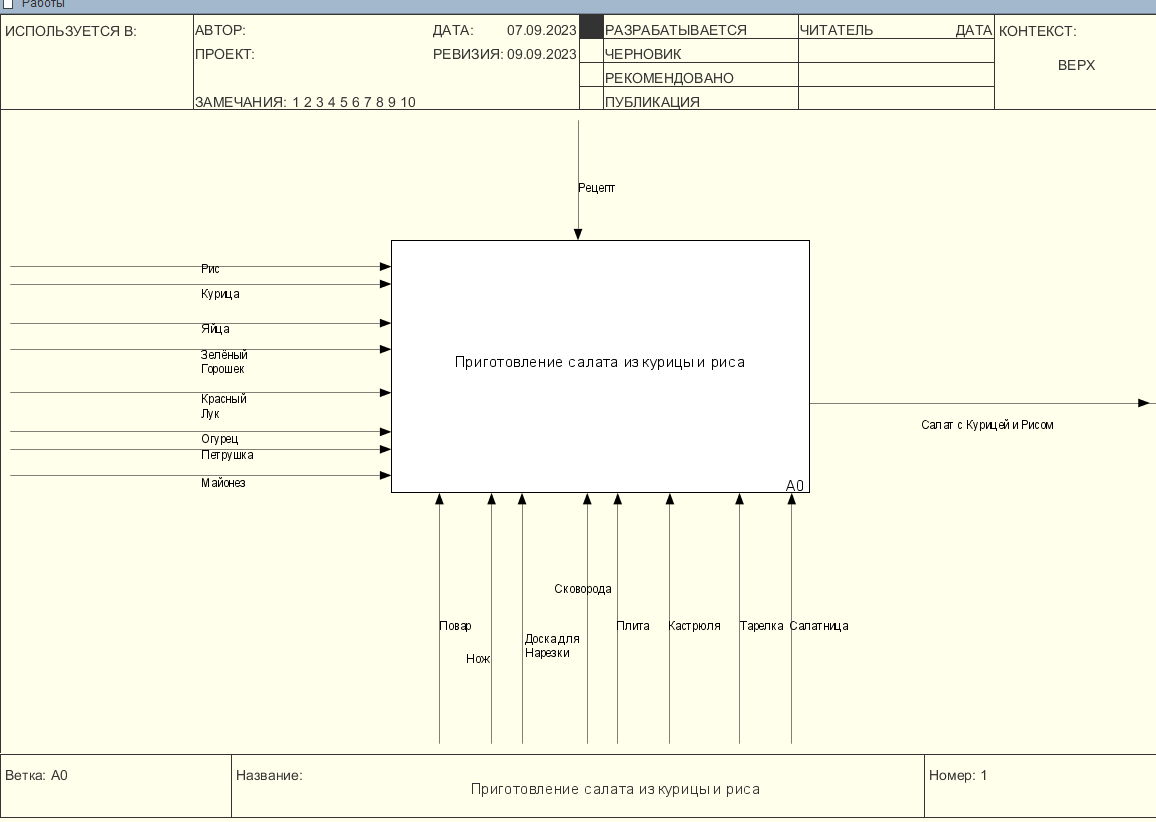 Работы
ИСПОЛЬЗУЕТСЯ В:
АВТОР:
ДАТА: 07.09.2023
РАЗРАБАТЫВАЕТСЯ
ЧИТАТЕЛЬ
ДАТА
КОНТЕКСТ:
ПРОЕКТ:
РЕВИЗИЯ: 09.09.2023
ЧЕРНОВИК
ВЕРХ
РЕКОМЕНДОВАНО
ЗАМЕЧАНИЯ: 1 2 3 4 5 6 7 8 9 10
ПУБЛИКАЦИЯ
Рецепт
Рис
Курица
Яйца
Зелёный
Горошек
Красный
Лук
Огурец
Петрушка
Майонез
Приготовление салата из курицы и риса
A0
Салат с Курицей и Рисом
Повар
Нож
Доска для
Нарезки
Сковорода
Плита
Кастрюля
Тарелка
Салатница
Ветка: A0
Название:
Приготовление салата из курицы и риса
Номер: 1